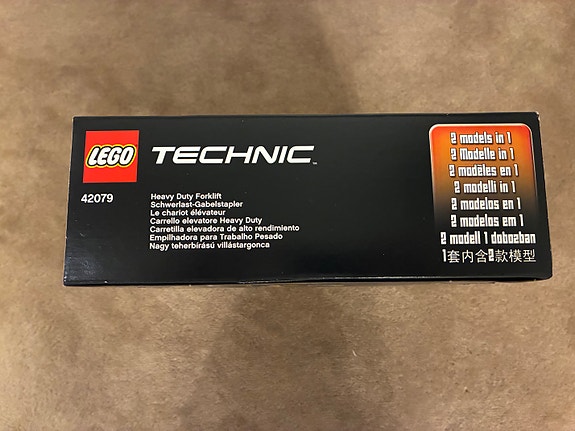 LEGO
TECHNIC™
42079
Heavy Duty Forklift
Schwerlast-Gabelstapler
Le chariot élévateur
Carrello elevatore Heavy Duty
Carretilla elevadora de alto rendimiento
Empilhadora para Trabalho Pesado
Nagy teherbírású villástargonca
2 models in 1
2 Modelle in 1
2 modèles en 1
2 modelli in 1
2 modelos en 1
2 modelos em 1
2 modell 1 dobozban
1套内含2款模型